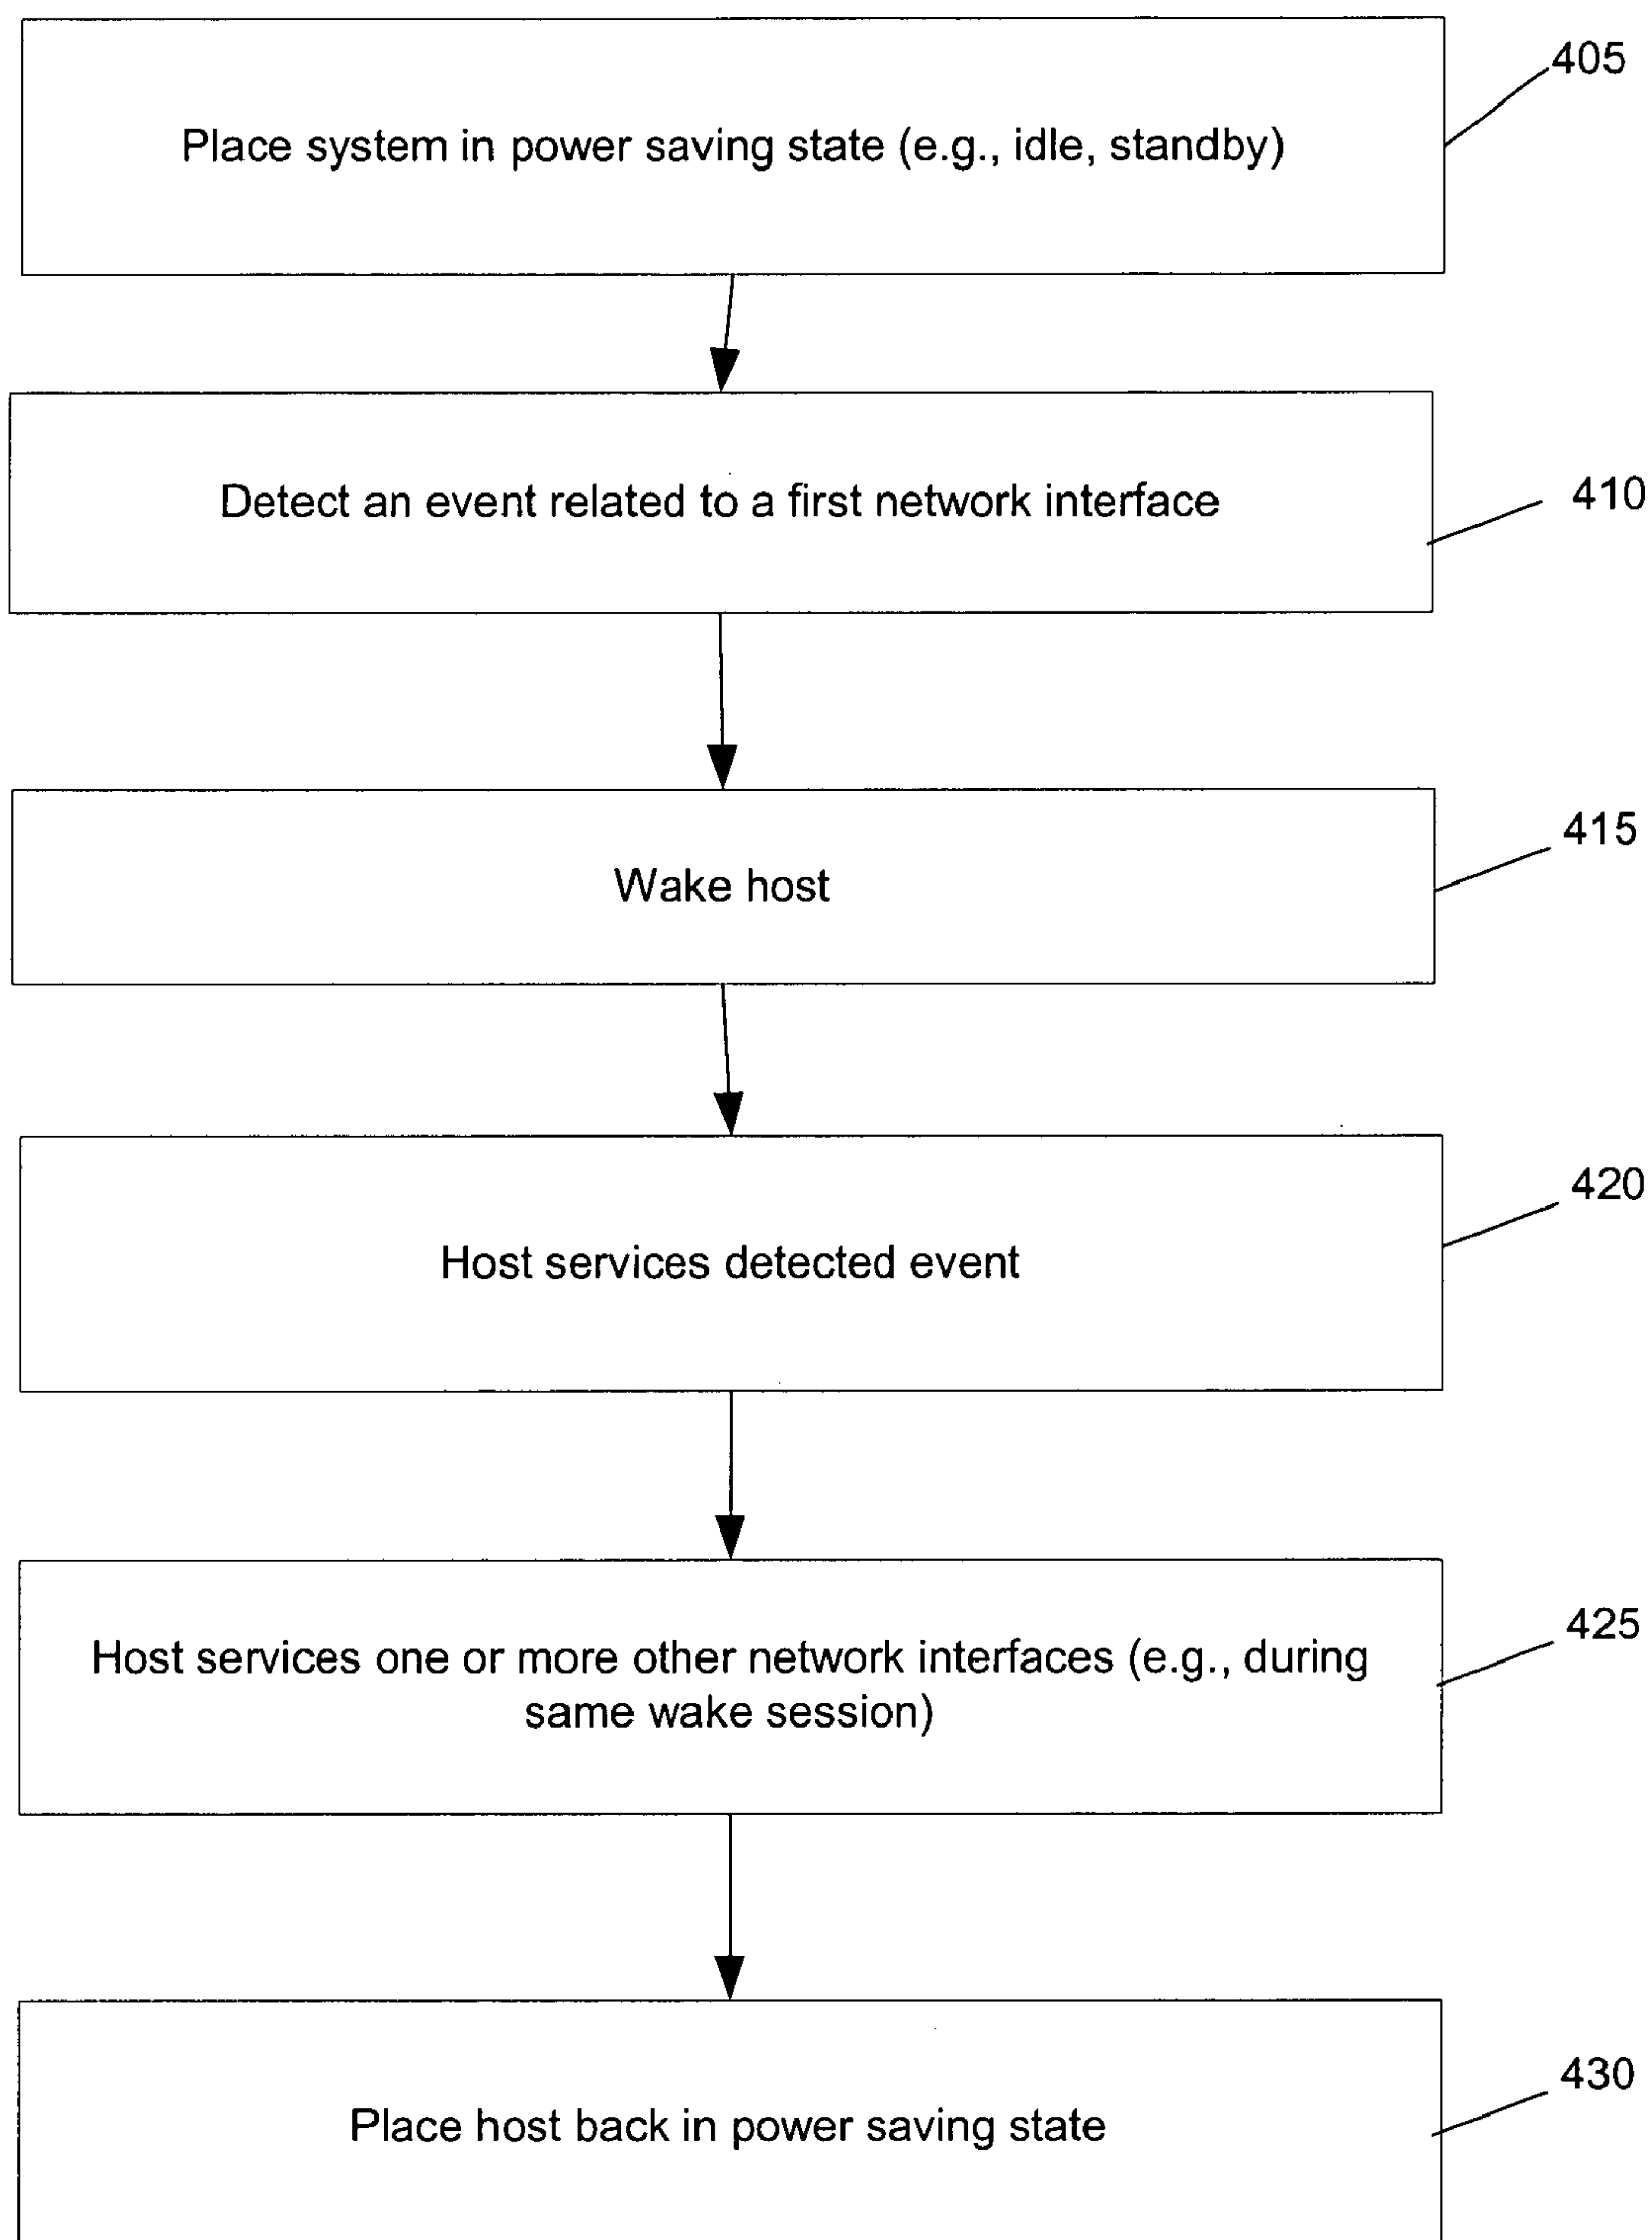 405
Place system in power saving state (e.g., idle, standby)
Detect an event related to a first network interface
410
415
Wake host
420
Host services detected event
425
Host services one or more other network interfaces (e.g., during
same wake session)
430
Place host back in power saving state